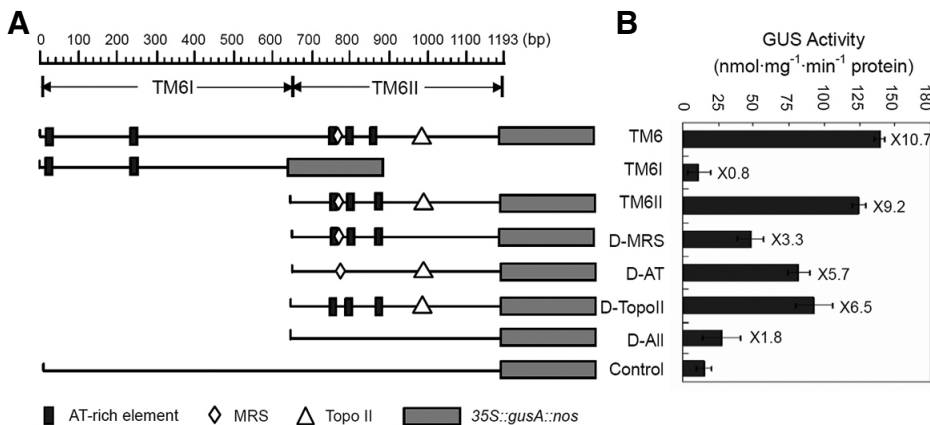 A
0 100 200 300 400 500 600 700 800 900 1000 1100 1193 (bp)
TM6I TM6II
B
GUS Activity
(nmol·mg-1·min-1 protein)
0 25 50 75 100 125 150 180
TM6 X10.7
TM6I X0.8
TM6II X9.2
D-MRS X3.3
D-AT X5.7
D-TopoII X6.5
D-All X1.8
Control
AT-rich element MRS Topo II 35S::gusA::nos